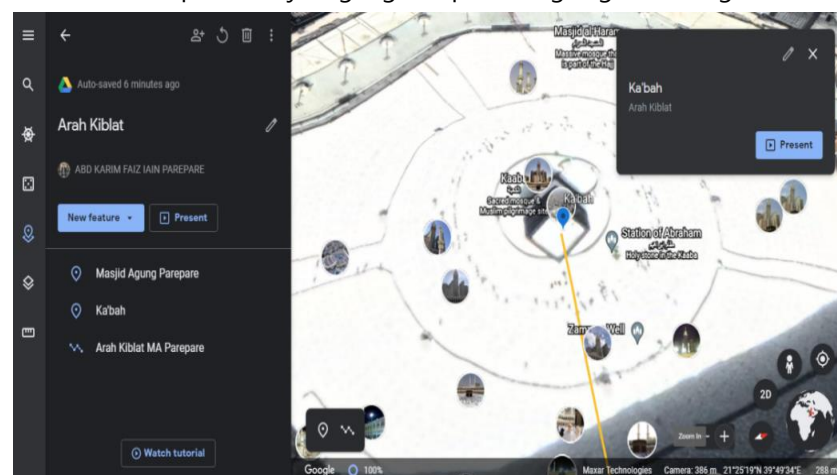 Auto-saved 6 minutes ago
Arah Kiblat
ABD KARIM FAIZ IAIN PAREPARE
New feature
Present
Masjid Agung Parepare
Ka'bah
Arah Kiblat MA Parepare
Watch tutorial
Masjid al-Haram
Massive mosque
is part of the Hajj
Kaab
Sacred mosque &
Muslim pilgrimage site
Ka'bah
Station of Abraham
مقام إبراهيم
Holy stone in the Kaaba
Well
Ka'bah
Arah Kiblat
Present
2D
Zoom In
Google
100%
Maxar Technologies
Camera: 386 m
21°25'19"N 39°49'34"E